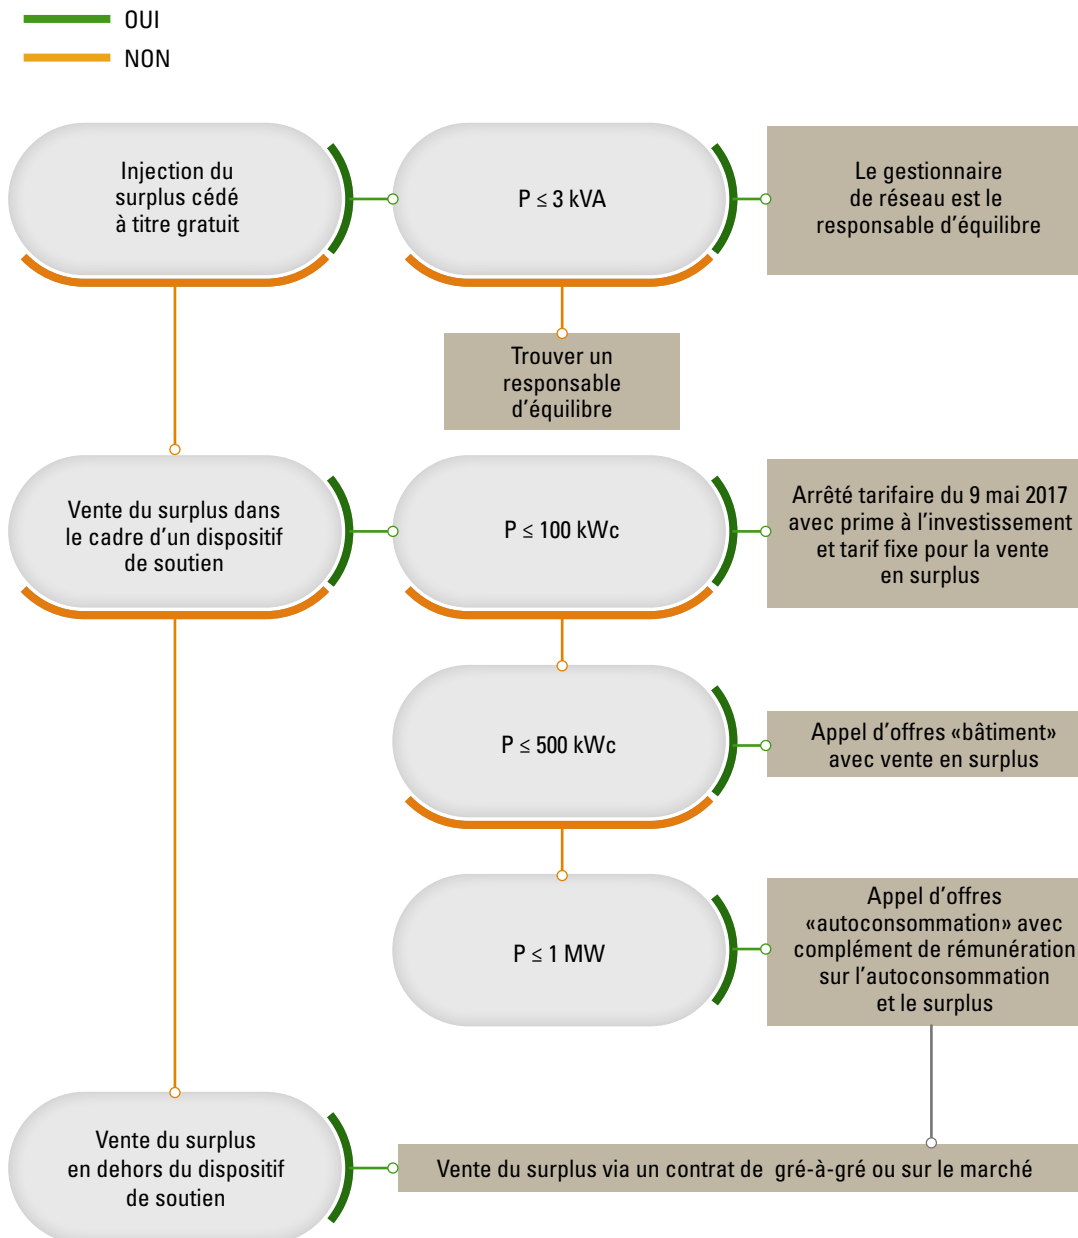 OUI
NON
Injection du
surplus cédé
à titre gratuit
P ≤ 3 kVA
Le gestionnaire
de réseau est le
responsable d'équilibre
Trouver un
responsable
d'équilibre
Vente du surplus dans
le cadre d'un dispositif
de soutien
P ≤ 100 kWc
Arrêté tarifaire du 9 mai 2017
avec prime à l'investissement
et tarif fixe pour la vente
en surplus
P ≤ 500 kWc
Appel d'offres «bâtiment»
avec vente en surplus
P ≤ 1 MW
Appel d'offres
«autoconsommation» avec
complément de rémunération
sur l'autoconsommation
et le surplus
Vente du surplus
en dehors du dispositif
de soutien
Vente du surplus via un contrat de gré-à-gré ou sur le marché